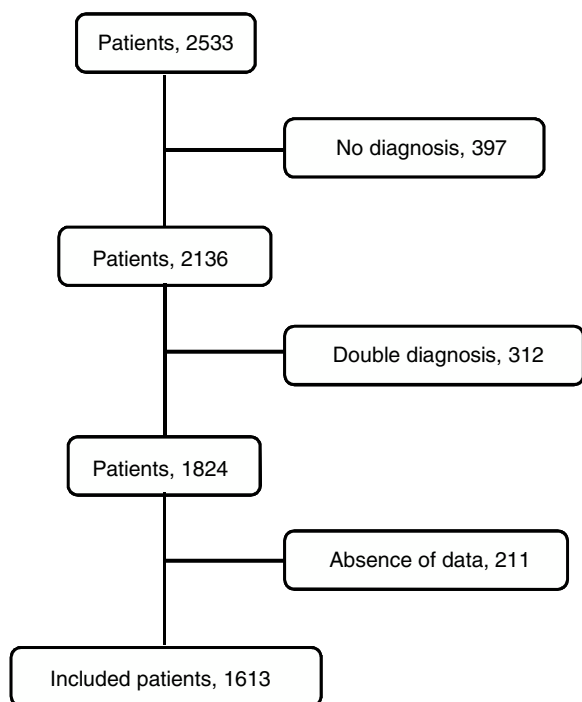 Patients, 2533
No diagnosis, 397
Patients, 2136
Double diagnosis, 312
Patients, 1824
Absence of data, 211
Included patients, 1613